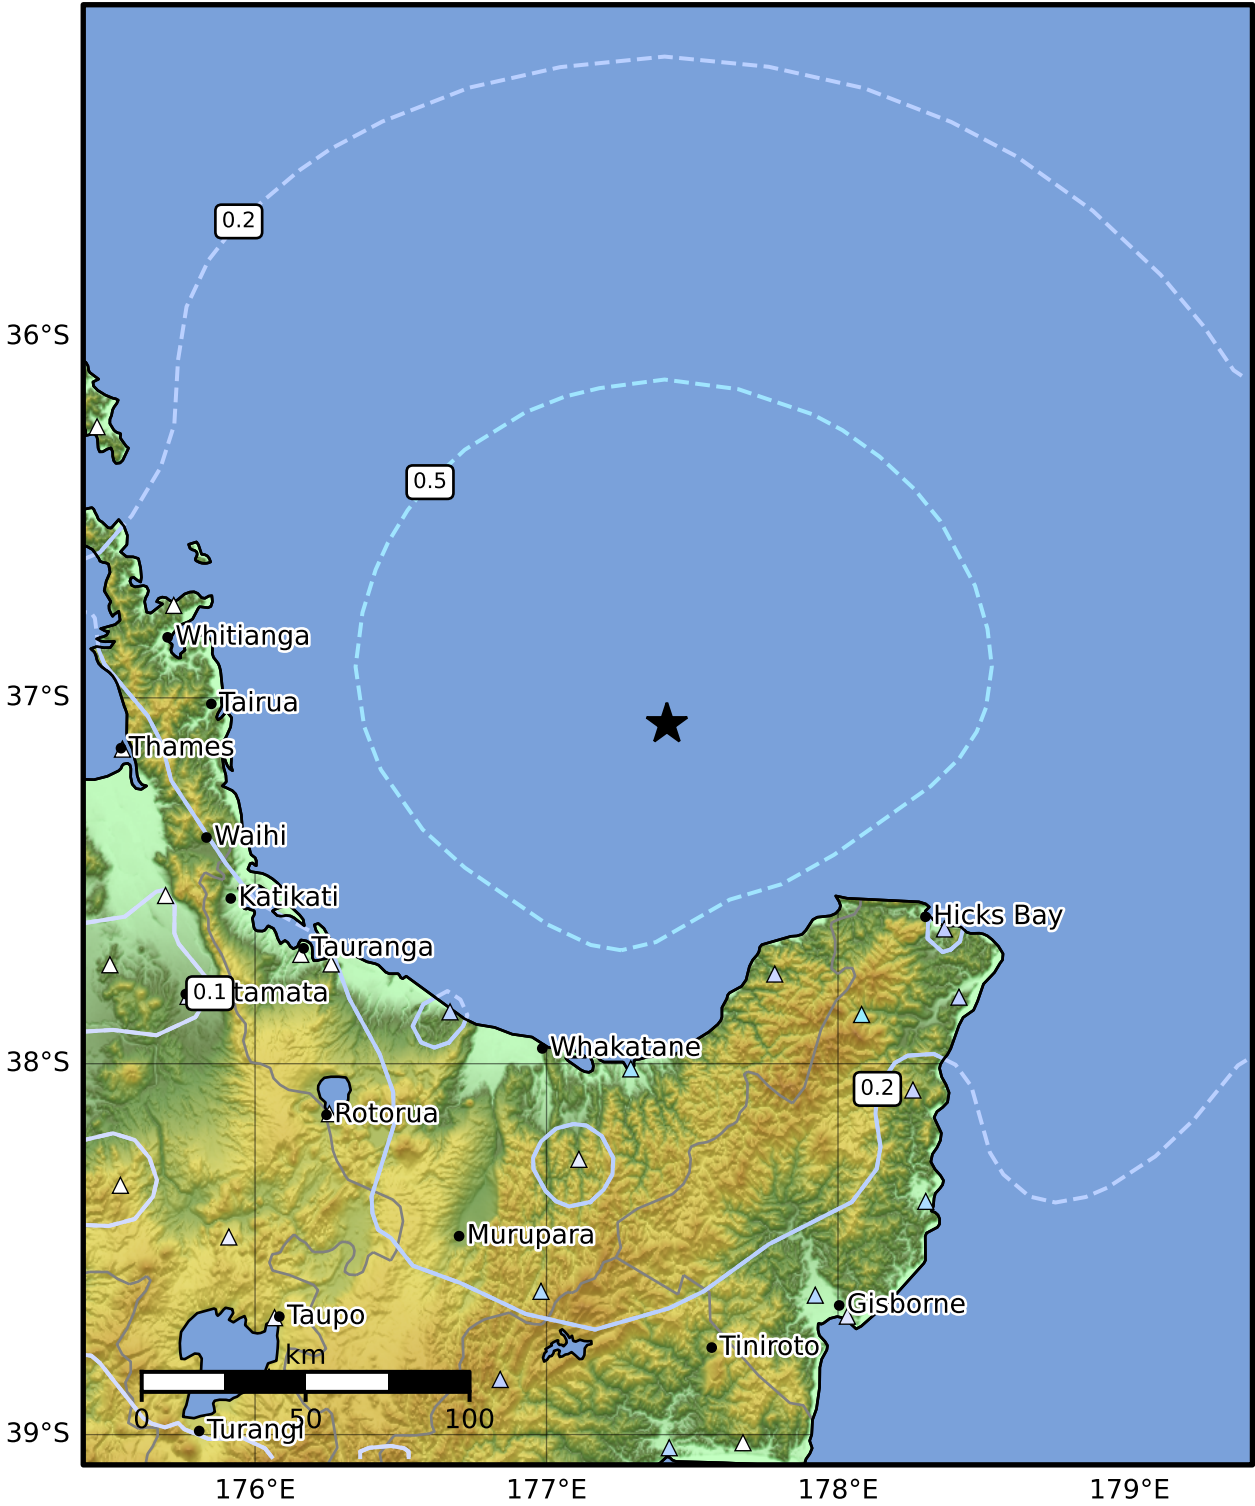 0.2
36°S
0.5
Whitianga
37°S
Tairua
Thames
Waihi
Katikati
Hicks Bay
Tauranga
0.1
tamata
Whakatane
38°S
0.2
Rotorua
Murupara
Gisborne
Taupo
Tiniroto
km
0 50 100
Turangi
39°S
176°E 177°E 178°E 179°E